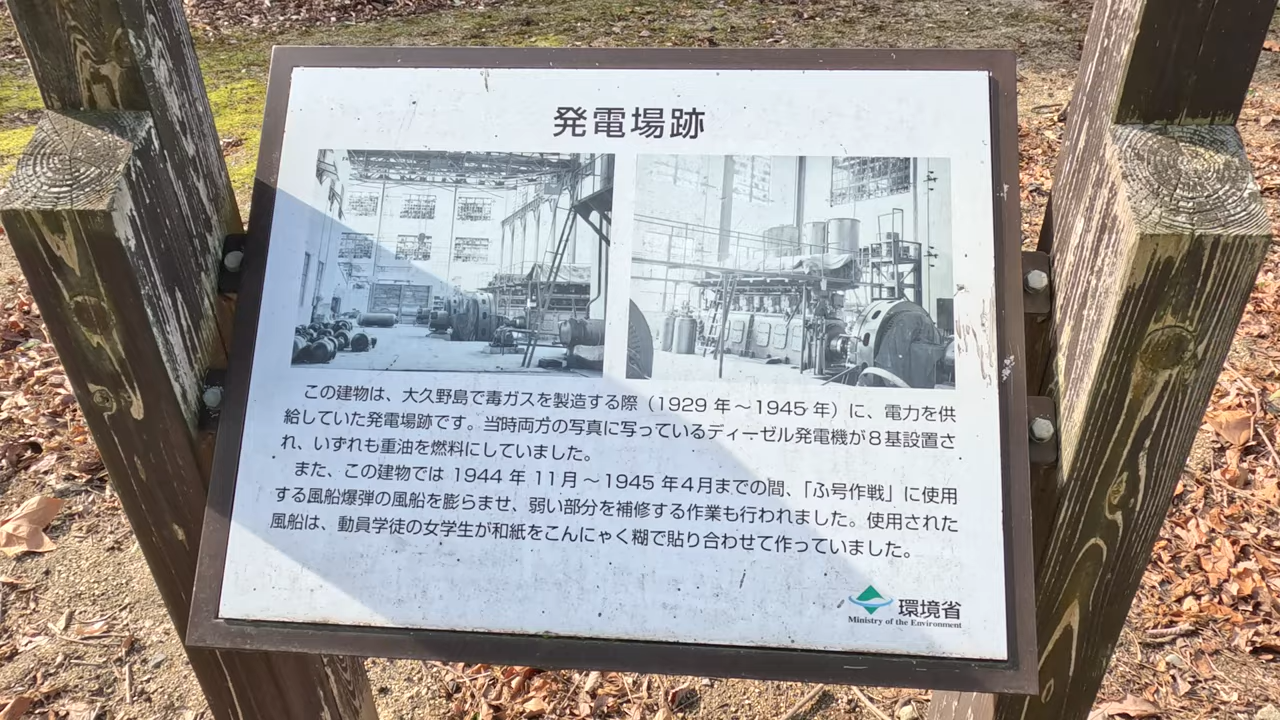 発電場跡
この建物は、大久野島で毒ガスを製造する際（1929 年～1945 年）に、電力を供
給していた発電場跡です。当時両方の写真に写っているディーゼル発電機が８基設置さ
れ、いずれも重油を燃料にしていました。
また、この建物では 1944 年 11 月～1945 年４月までの間、「ふ号作戦」に使用
する風船爆弾の風船を膨らませ、弱い部分を補修する作業も行われました。使用された
風船は、動員学徒の女学生が和紙をこんにゃく糊で貼り合わせて作っていました。
環境省
Ministry of the Environment